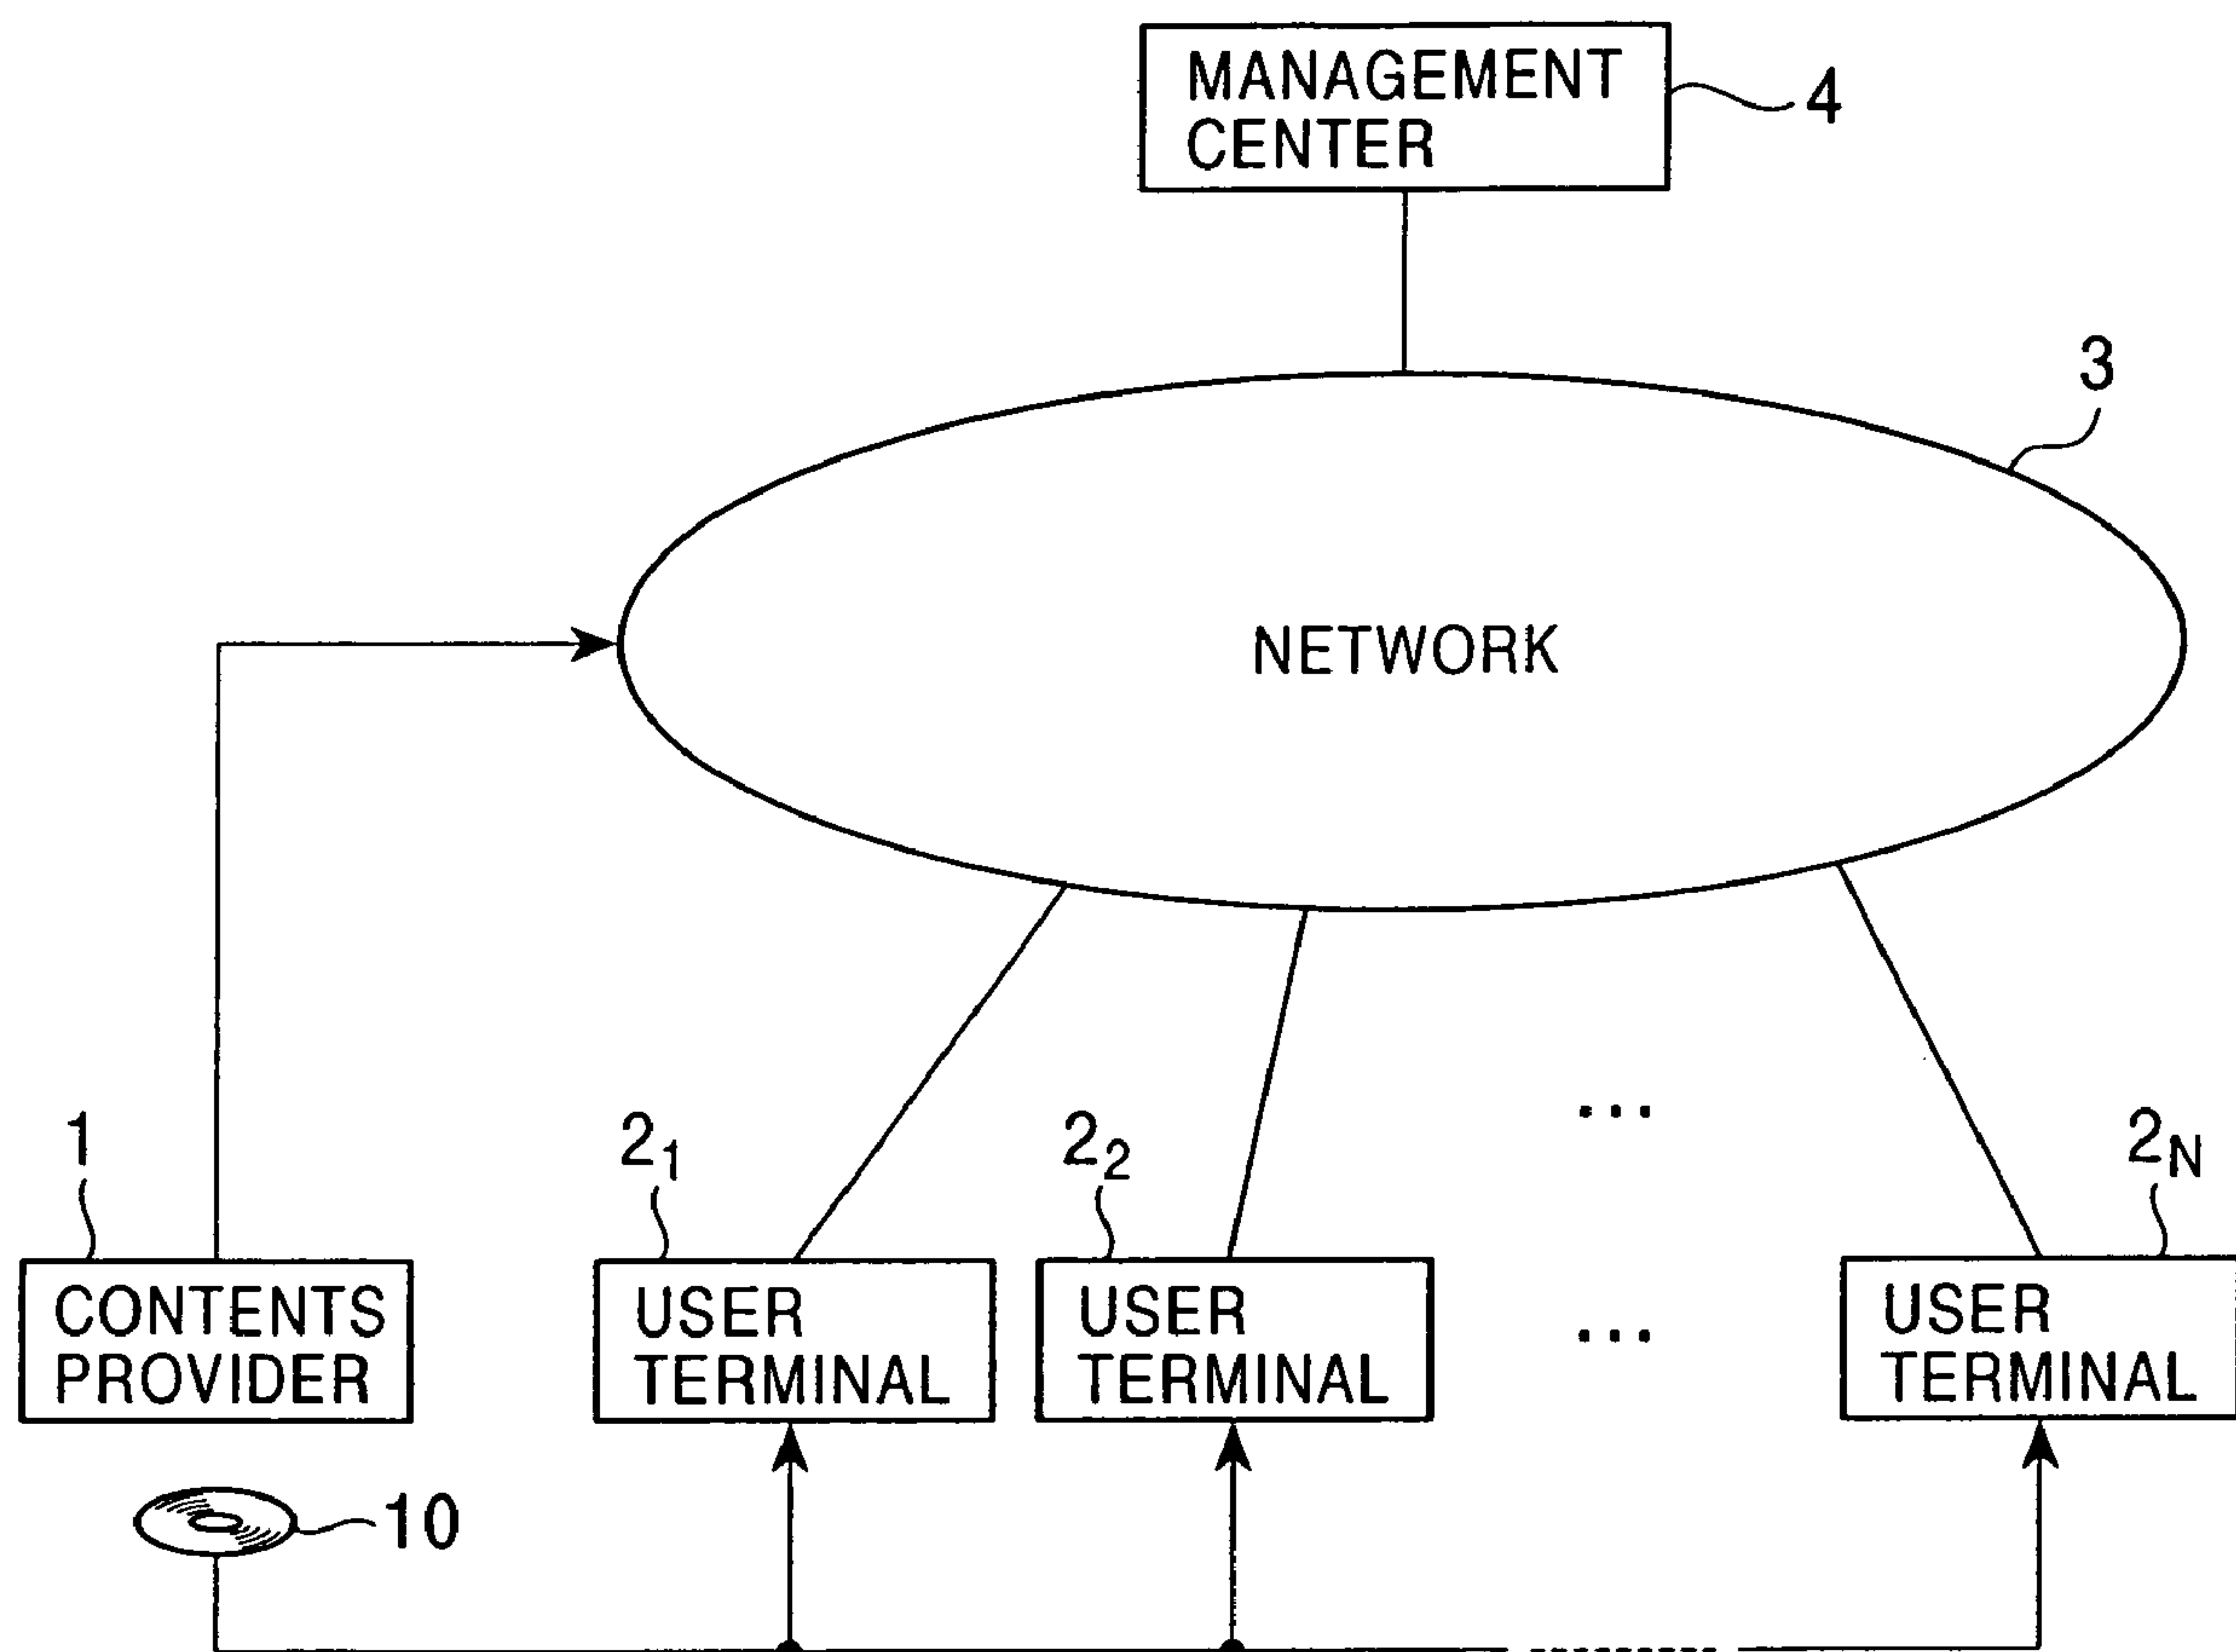 MANAGEMENT
CENTER
4
3
NETWORK
1
2₁
2₂
...
2N
CONTENTS
PROVIDER
USER
TERMINAL
USER
TERMINAL
...
USER
TERMINAL
10